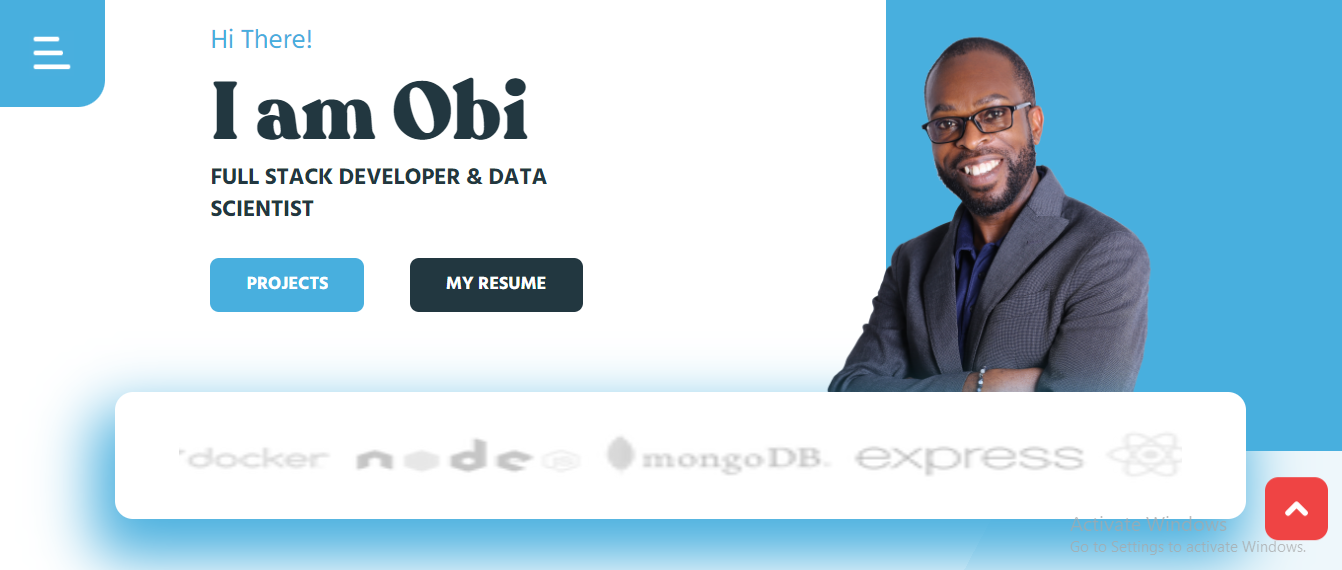 Hi There!
I am Obi
FULL STACK DEVELOPER & DATA
SCIENTIST
PROJECTS
MY RESUME
docker
node
mongoDB.
express
Activate Windows
Go to Settings to activate Windows.